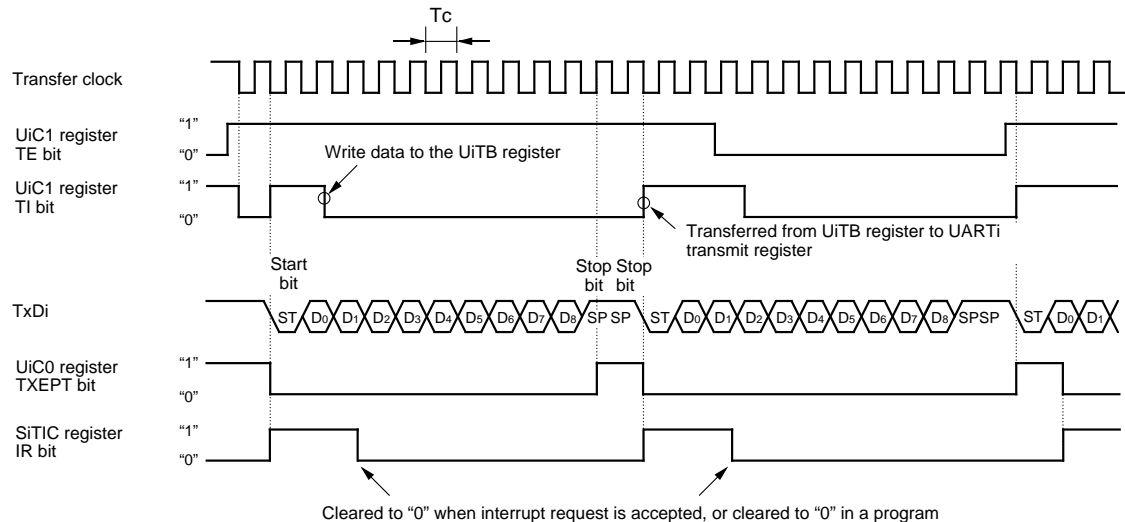 Tc
Transfer clock
UiC1 register
TE bit
“1”
“0”
Write data to the UiTB register
UiC1 register
TI bit
“1”
“0”
Transferred from UiTB register to UARTi
transmit register
Start
bit
Stop
bit
Stop
bit
TxDi
ST D0 D1 D2 D3 D4 D5 D6 D7 D8 SP SP ST D0 D1 D2 D3 D4 D5 D6 D7 D8 SPSP ST D0 D1
UiC0 register
TXEPT bit
“1”
“0”
SiTIC register
IR bit
“1”
“0”
Cleared to “0” when interrupt request is accepted, or cleared to “0” in a program